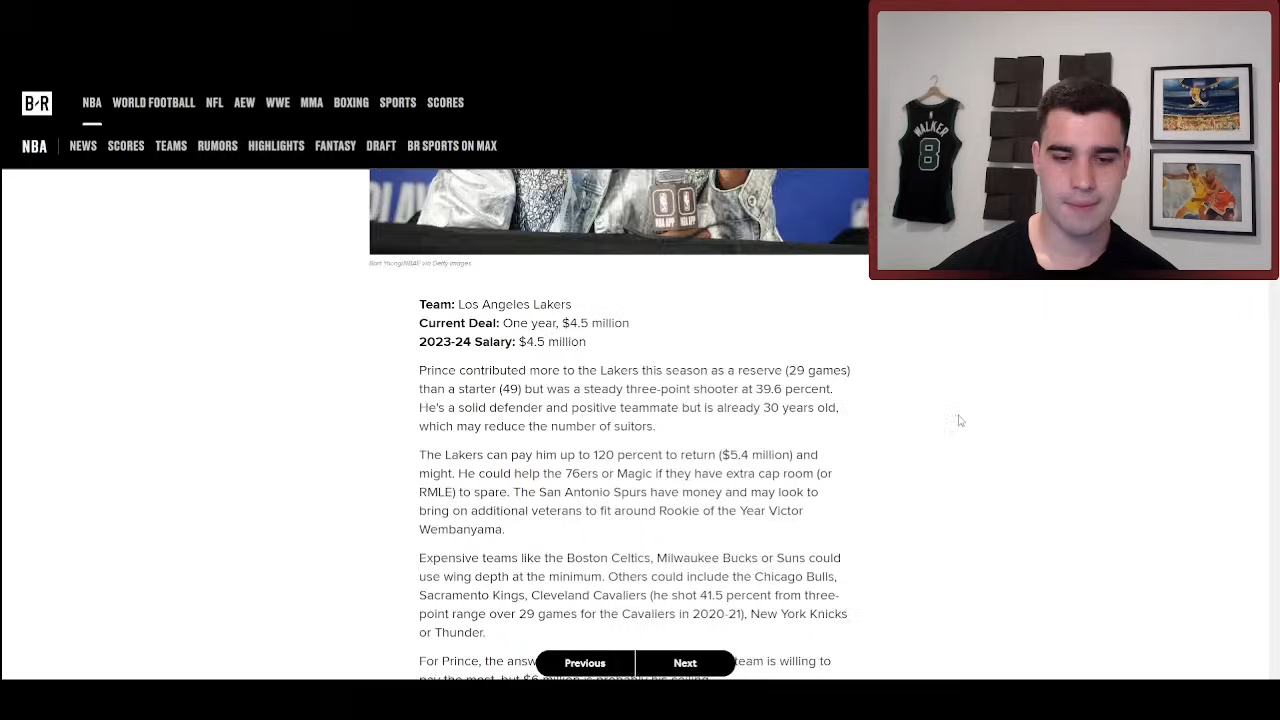 B/R
NBA WORLD FOOTBALL NFL AEW WWE MMA BOXING SPORTS SCORES
NBA NEWS SCORES TEAMS RUMORS HIGHLIGHTS FANTASY DRAFT BR SPORTS ON MAX
WALKER
8
NBA APP NBA APP
Bart Young/NBAE via Getty Images
Team: Los Angeles Lakers
Current Deal: One year, $4.5 million
2023-24 Salary: $4.5 million
Prince contributed more to the Lakers this season as a reserve (29 games)
than a starter (49) but was a steady three-point shooter at 39.6 percent.
He's a solid defender and positive teammate but is already 30 years old,
which may reduce the number of suitors.
The Lakers can pay him up to 120 percent to return ($5.4 million) and
might. He could help the 76ers or Magic if they have extra cap room (or
RMLE) to spare. The San Antonio Spurs have money and may look to
bring on additional veterans to fit around Rookie of the Year Victor
Wembanyama.
Expensive teams like the Boston Celtics, Milwaukee Bucks or Suns could
use wing depth at the minimum. Others could include the Chicago Bulls,
Sacramento Kings, Cleveland Cavaliers (he shot 41.5 percent from three-
point range over 29 games for the Cavaliers in 2020-21), New York Knicks
or Thunder.
For Prince, the answ team is willing to
Previous Next